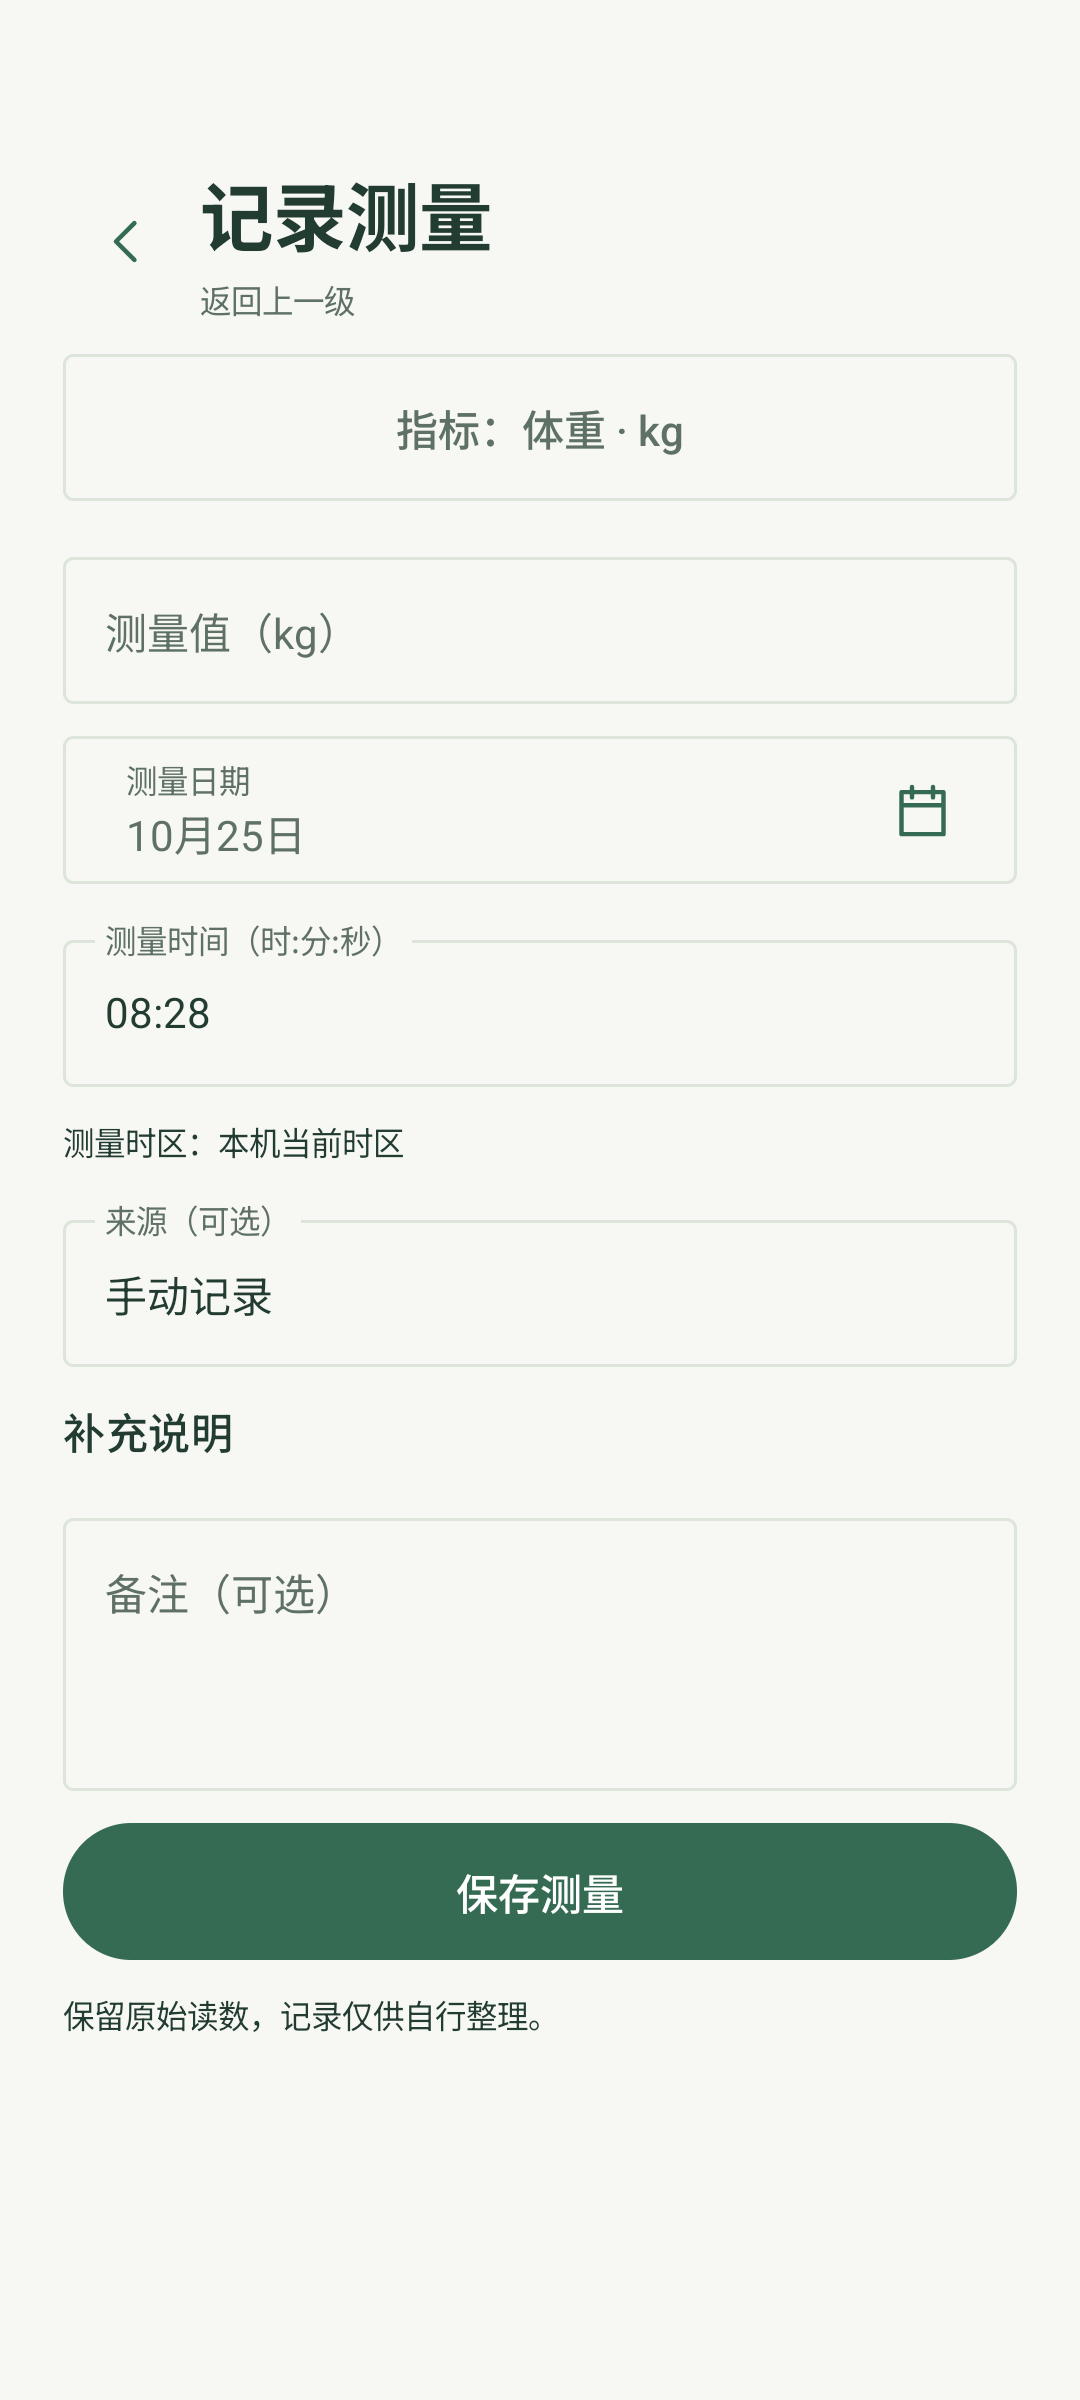 记录测量
返回上一级
指标：体重 · kg
测量值（kg）
测量日期
10月25日
测量时间（时:分:秒）
08:28
测量时区：本机当前时区
来源（可选）
手动记录
补充说明
备注（可选）
保存测量
保留原始读数，记录仅供自行整理。